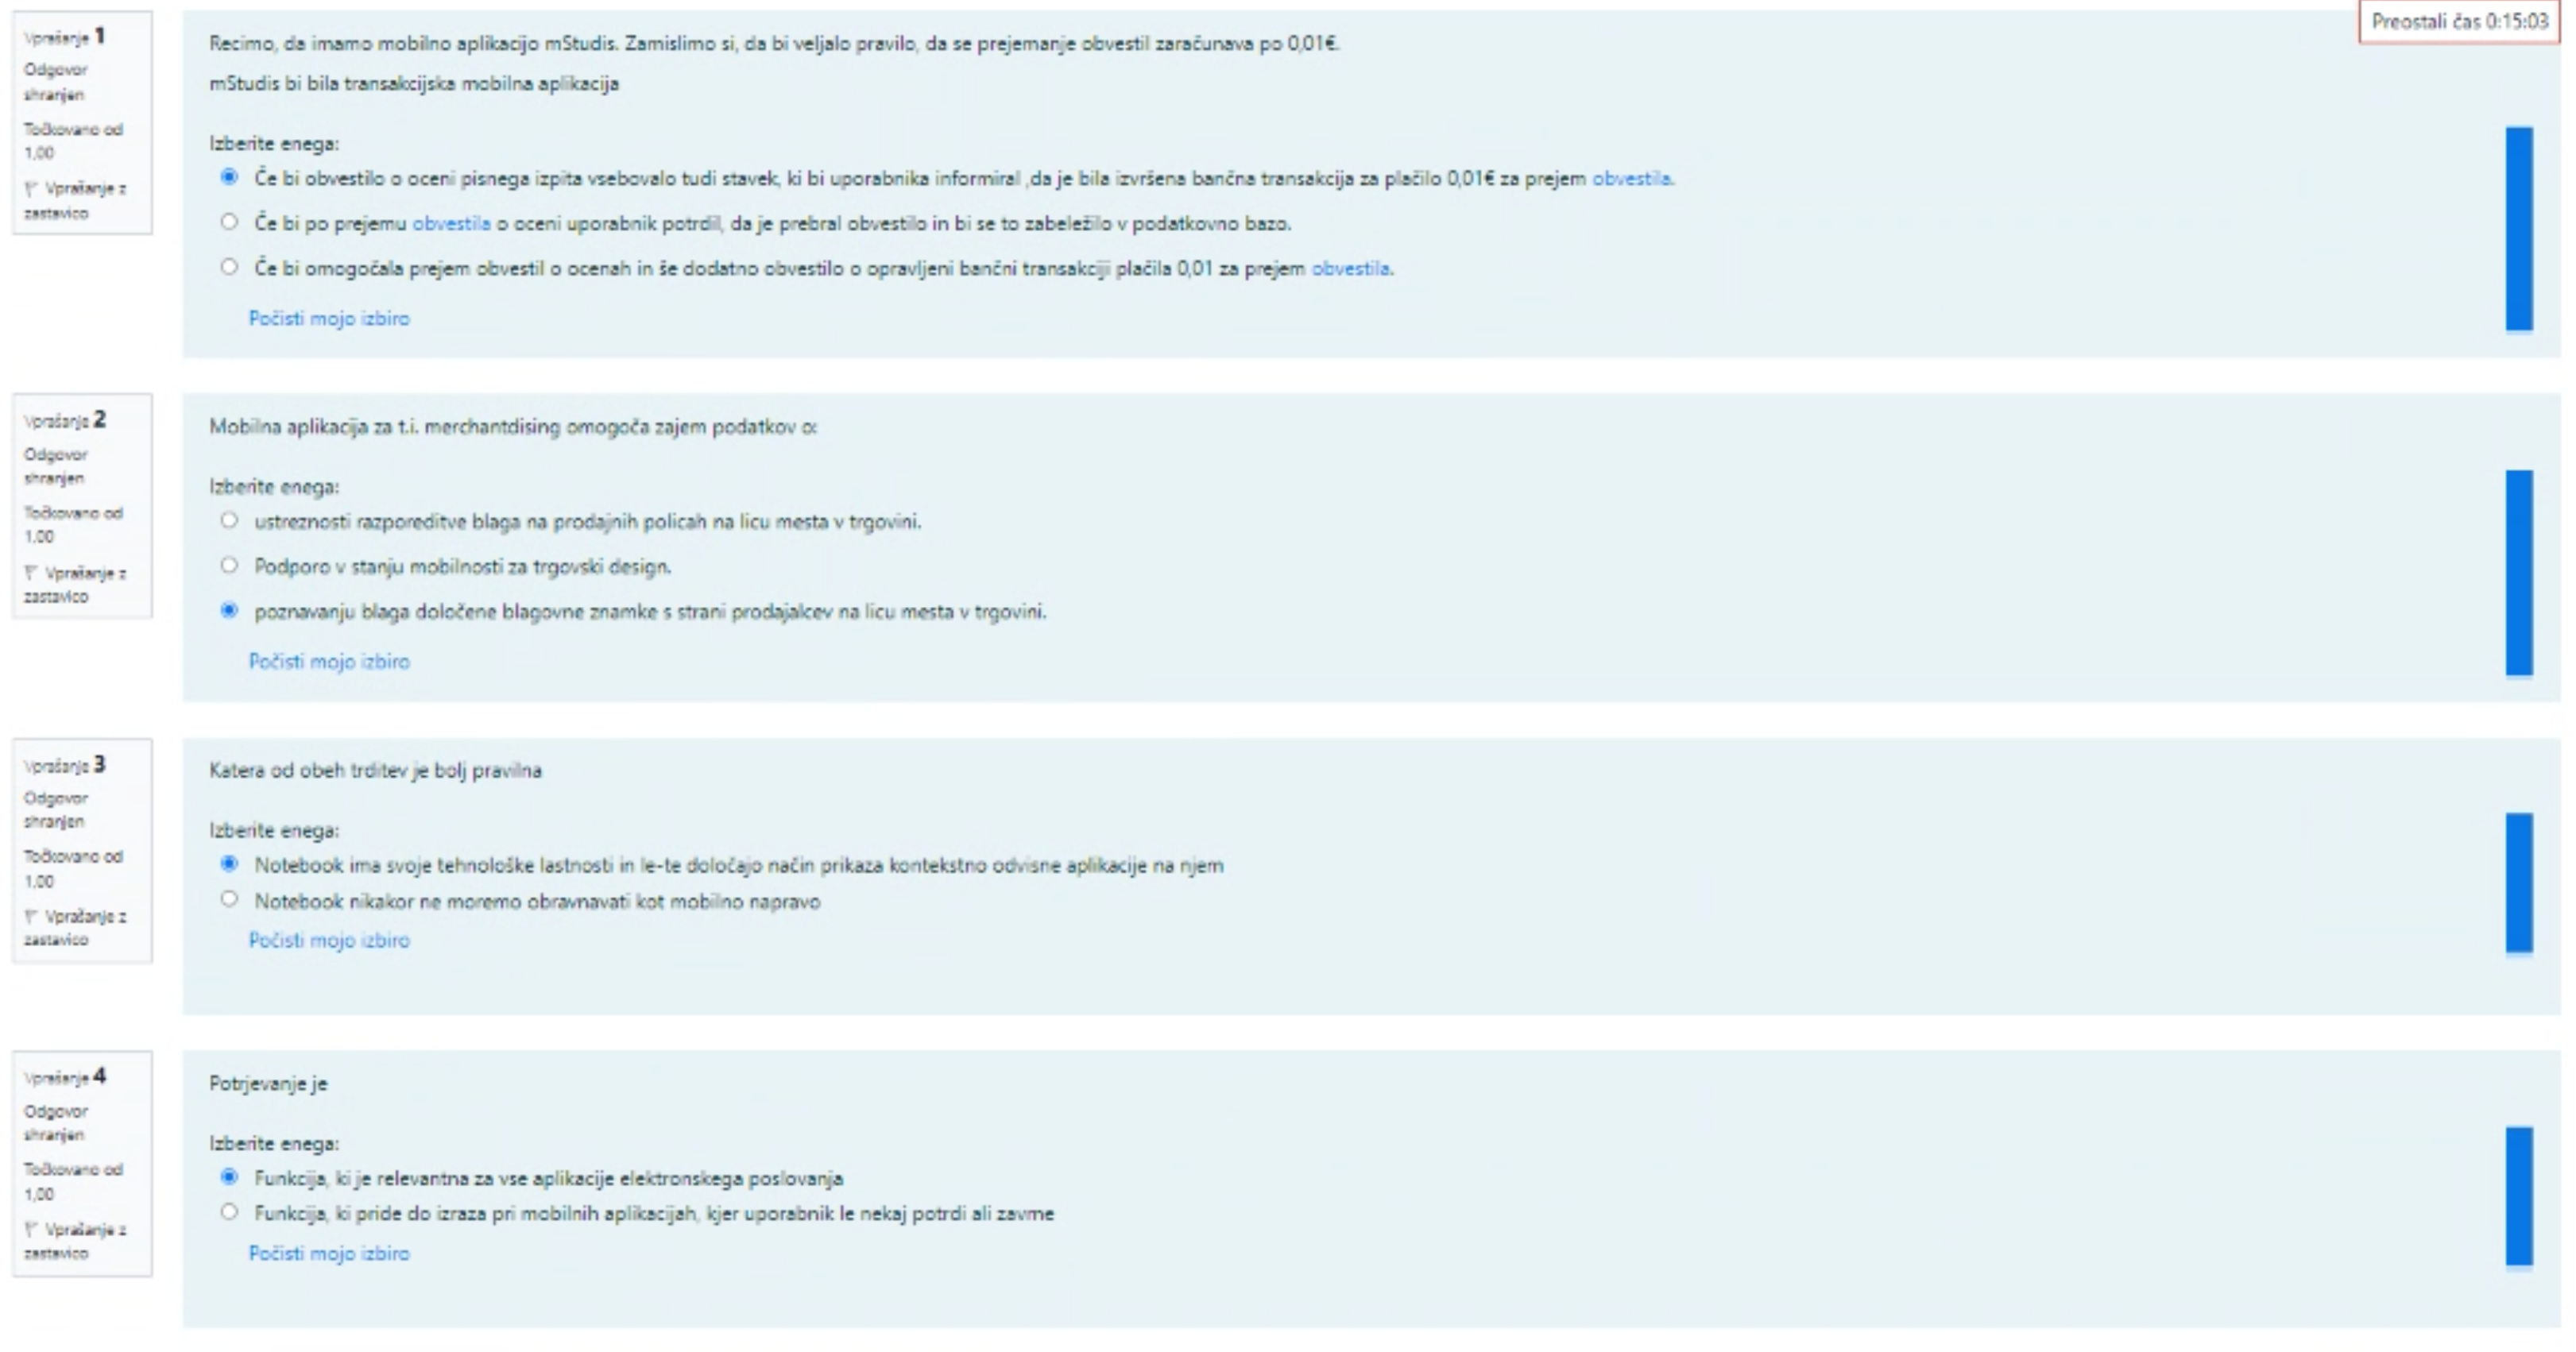 Preostali čas 0:15:03
Vprašanje 1
Odgovor
shranjen
Točkovano od
1,00
Vprašanje z
zastavico
Recimo, da imamo mobilno aplikacijo mStudis. Zamislimo si, da bi veljalo pravilo, da se prejemanje obvestil zaračunava po 0,01€.
mStudis bi bila transakcijska mobilna aplikacija
Izberite enega:
Če bi obvestilo o oceni pisnega izpita vsebovalo tudi stavek, ki bi uporabnika informiral ,da je bila izvršena bančna transakcija za plačilo 0,01€ za prejem obvestila.
Če bi po prejemu obvestila o oceni uporabnik potrdil, da je prebral obvestilo in bi se to zabeležilo v podatkovno bazo.
Če bi omogočala prejem obvestil o ocenah in še dodatno obvestilo o opravljeni bančni transakciji plačila 0,01 za prejem obvestila.
Počisti mojo izbiro
Vprašanje 2
Odgovor
shranjen
Točkovano od
1,00
Vprašanje z
zastavico
Mobilna aplikacija za t.i. merchantdising omogoča zajem podatkov o:
Izberite enega:
ustreznosti razporeditve blaga na prodajnih policah na licu mesta v trgovini.
Podporo v stanju mobilnosti za trgovski design.
poznavanju blaga določene blagovne znamke s strani prodajalcev na licu mesta v trgovini.
Počisti mojo izbiro
Vprašanje 3
Odgovor
shranjen
Točkovano od
1,00
Vprašanje z
zastavico
Katera od obeh trditev je bolj pravilna
Izberite enega:
Notebook ima svoje tehnološke lastnosti in le-te določajo način prikaza kontekstno odvisne aplikacije na njem
Notebook nikakor ne moremo obravnavati kot mobilno napravo
Počisti mojo izbiro
Vprašanje 4
Odgovor
shranjen
Točkovano od
1,00
Vprašanje z
zastavico
Potrjevanje je
Izberite enega:
Funkcija, ki je relevantna za vse aplikacije elektronskega poslovanja
Funkcija, ki pride do izraza pri mobilnih aplikacijah, kjer uporabnik le nekaj potrdi ali zavrne
Počisti mojo izbiro